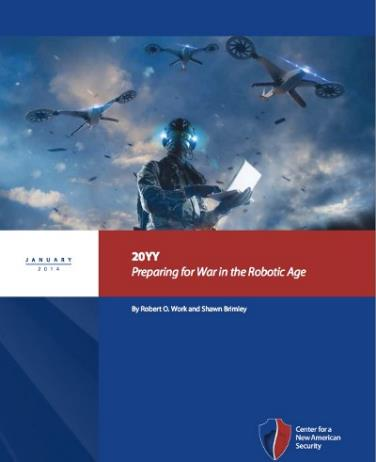 JANUARY
2014
20YY
Preparing for War in the Robotic Age
By Robert O. Work and Shawn Brimley
Center for a
New American
Security